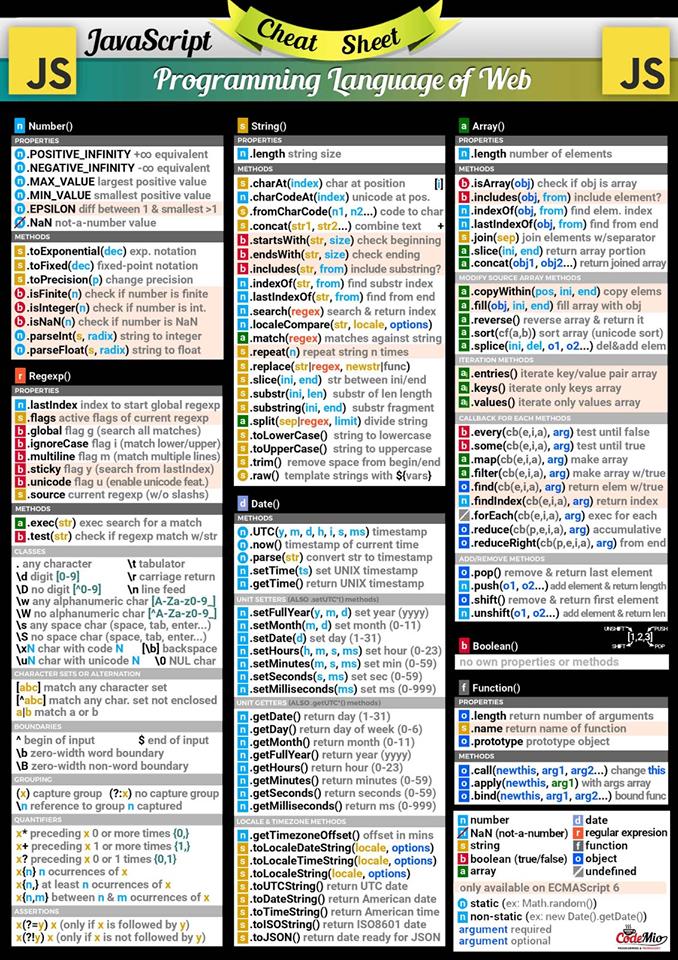 JavaScript
Cheat Sheet
JS
Programming Language of Web
JS
n Number()
PROPERTIES
n .POSITIVE_INFINITY +∞ equivalent
n .NEGATIVE_INFINITY -∞ equivalent
n .MAX_VALUE largest positive value
n .MIN_VALUE smallest positive value
n .EPSILON diff between 1 & smallest >1
.NaN not-a-number value
METHODS
s .toExponential(dec) exp. notation
s .toFixed(dec) fixed-point notation
s .toPrecision(p) change precision
b .isFinite(n) check if number is finite
b .isInteger(n) check if number is int.
b .isNaN(n) check if number is NaN
n .parseInt(s, radix) string to integer
n .parseFloat(s, radix) string to float
r Regexp()
PROPERTIES
n .lastIndex index to start global regexp
s .flags active flags of current regexp
b .global flag g (search all matches)
b .ignoreCase flag i (match lower/upper)
b .multiline flag m (match multiple lines)
b .sticky flag y (search from lastIndex)
b .unicode flag u (enable unicode feat.)
s .source current regexp (w/o slashs)
METHODS
a .exec(str) exec search for a match
b .test(str) check if regexp match w/str
CLASSES
. any character \t tabulator
\d digit [0-9] \r carriage return
\D no digit [^0-9] \n line feed
\w any alphanumeric char [A-Za-z0-9_]
\W no alphanumeric char [^A-Za-z0-9_]
\s any space char (space, tab, enter...)
\S no space char (space, tab, enter...)
\xN char with code N [\b] backspace
\uN char with unicode N \0 NUL char
CHARACTER SETS OR ALTERNATION
[abc] match any character set
[^abc] match any char. set not enclosed
a|b match a or b
BOUNDARIES
^ begin of input $ end of input
\b zero-width word boundary
\B zero-width non-word boundary
GROUPING
(x) capture group (?:x) no capture group
\n reference to group n captured
QUANTIFIERS
x* preceding x 0 or more times {0,}
x+ preceding x 1 or more times {1,}
x? preceding x 0 or 1 times {0,1}
x{n} n ocurrences of x
x{n,} at least n ocurrences of x
x{n,m} between n & m ocurrences of x
ASSERTIONS
x(?=y) x (only if x is followed by y)
x(?!y) x (only if x is not followed by y)
s String()
PROPERTIES
n .length string size
METHODS
s .charAt(index) char at position [i]
n .charCodeAt(index) unicode at pos.
s .fromCharCode(n1, n2...) code to char
s .concat(str1, str2...) combine text +
b .startsWith(str, size) check beginning
b .endsWith(str, size) check ending
b .includes(str, from) include substring?
n .indexOf(str, from) find substr index
n .lastIndexOf(str, from) find from end
n .search(regex) search & return index
n .localeCompare(str, locale, options)
a .match(regex) matches against string
s .repeat(n) repeat string n times
s .replace(str|regex, newstr|func)
s .slice(ini, end) str between ini/end
s .substr(ini, len) substr of len length
s .substring(ini, end) substr fragment
a .split(sep|regex, limit) divide string
s .toLowerCase() string to lowercase
s .toUpperCase() string to uppercase
s .trim() remove space from begin/end
s .raw() template strings with ${vars}
d Date()
METHODS
n .UTC(y, m, d, h, i, s, ms) timestamp
n .now() timestamp of current time
n .parse(str) convert str to timestamp
n .setTime(ts) set UNIX timestamp
n .getTime() return UNIX timestamp
UNIT SETTERS (ALSO .setUTC*() methods)
n .setFullYear(y, m, d) set year (yyyy)
n .setMonth(m, d) set month (0-11)
n .setDate(d) set day (1-31)
n .setHours(h, m, s, ms) set hour (0-23)
n .setMinutes(m, s, ms) set min (0-59)
n .setSeconds(s, ms) set sec (0-59)
n .setMilliseconds(ms) set ms (0-999)
UNIT GETTERS (ALSO .getUTC*() methods)
n .getDate() return day (1-31)
n .getDay() return day of week (0-6)
n .getMonth() return month (0-11)
n .getFullYear() return year (yyyy)
n .getHours() return hour (0-23)
n .getMinutes() return minutes (0-59)
n .getSeconds() return seconds (0-59)
n .getMilliseconds() return ms (0-999)
LOCALE & TIMEZONE METHODS
n .getTimezoneOffset() offset in mins
s .toLocaleDateString(locale, options)
s .toLocaleTimeString(locale, options)
s .toLocaleString(locale, options)
s .toUTCString() return UTC date
s .toDateString() return American date
s .toTimeString() return American time
s .toISOString() return ISO8601 date
s .toJSON() return date ready for JSON
a Array()
PROPERTIES
n .length number of elements
METHODS
b .isArray(obj) check if obj is array
b .includes(obj, from) include element?
n .indexOf(obj, from) find elem. index
n .lastIndexOf(obj, from) find from end
s .join(sep) join elements w/separator
a .slice(ini, end) return array portion
a .concat(obj1, obj2...) return joined array
MODIFY SOURCE ARRAY METHODS
a .copyWithin(pos, ini, end) copy elems
a .fill(obj, ini, end) fill array with obj
a .reverse() reverse array & return it
a .sort(cf(a,b)) sort array (unicode sort)
a .splice(ini, del, o1, o2...) del&add elem
ITERATION METHODS
ai .entries() iterate key/value pair array
ai .keys() iterate only keys array
ai .values() iterate only values array
CALLBACK FOR EACH METHODS
b .every(cb(e,i,a), arg) test until false
b .some(cb(e,i,a), arg) test until true
a .map(cb(e,i,a), arg) make array
a .filter(cb(e,i,a), arg) make array w/true
o .find(cb(e,i,a), arg) return elem w/true
n .findIndex(cb(e,i,a), arg) return index
.forEach(cb(e,i,a), arg) exec for each
o .reduce(cb(p,e,i,a), arg) accumulative
o .reduceRight(cb(p,e,i,a), arg) from end
ADD/REMOVE METHODS
o .pop() remove & return last element
n .push(o1, o2...) add element & return length
o .shift() remove & return first element
n .unshift(o1, o2...) add element & return len
UNSHIFT PUSH
b Boolean() [1,2,3]
SHIFT POP
no own properties or methods
f Function()
PROPERTIES
o .length return number of arguments
s .name return name of function
o .prototype prototype object
METHODS
o .call(newthis, arg1, arg2...) change this
o .apply(newthis, arg1) with args array
o .bind(newthis, arg1, arg2...) bound func
n number d date
NaN (not-a-number) r regular expresion
s string f function
b boolean (true/false) o object
a array undefined
only available on ECMAScript 6
n static (ex: Math.random())
n non-static (ex: new Date().getDate())
argument required
argument optional
CodeMio